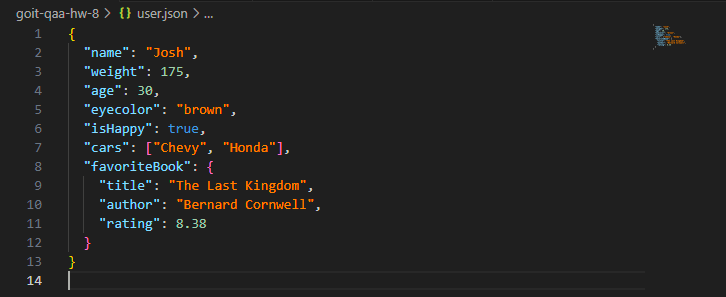 goit-qaa-hw-8 > {} user.json > ...
1 {
2   "name": "Josh",
3   "weight": 175,
4   "age": 30,
5   "eyecolor": "brown",
6   "isHappy": true,
7   "cars": ["Chevy", "Honda"],
8   "favoriteBook": {
9     "title": "The Last Kingdom",
10     "author": "Bernard Cornwell",
11     "rating": 8.38
12   }
13 }
14